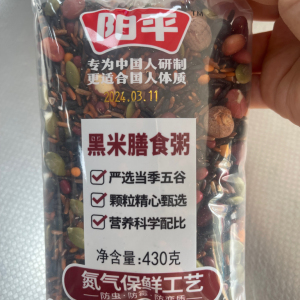 阳平
TM
专为中国人研制
更适合国人体质
2024.03.11
黑米膳食粥
严选当季五谷
颗粒精心甄选
营养科学配比
净含量:430克
氮气保鲜工艺